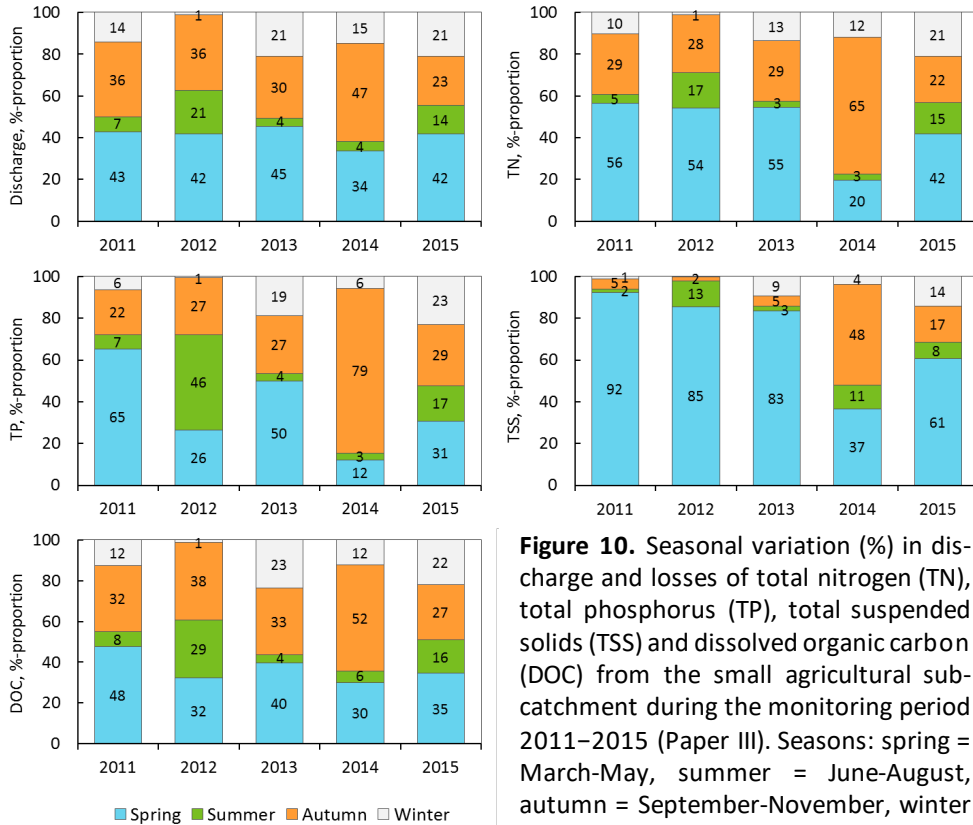 Discharge, %-proportion
100
80
60
40
20
0
14 1 21 15 21
36 36 30 47 23
7 21 4 4 14
43 42 45 34 42
2011 2012 2013 2014 2015
TN, %-proportion
100
80
60
40
20
0
10 1 13 12 21
29 28 29 65 22
5 17 3 3 15
56 54 55 20 42
2011 2012 2013 2014 2015
TP, %-proportion
100
80
60
40
20
0
6 1 19 6 23
22 27 27 79 29
7 46 4 3 17
65 26 50 12 31
2011 2012 2013 2014 2015
TSS, %-proportion
100
80
60
40
20
0
1 9 4 14
5 2 5 48 17
2 13 3 11 8
92 85 83 37 61
2011 2012 2013 2014 2015
DOC, %-proportion
100
80
60
40
20
0
12 1 23 12 22
32 38 33 52 27
8 29 4 6 16
48 32 40 30 35
2011 2012 2013 2014 2015
Spring Summer Autumn Winter
Figure 10. Seasonal variation (%) in dis-
charge and losses of total nitrogen (TN),
total phosphorus (TP), total suspended
solids (TSS) and dissolved organic carbon
(DOC) from the small agricultural sub-
catchment during the monitoring period
2011–2015 (Paper III). Seasons: spring =
March-May, summer = June-August,
autumn = September-November, winter